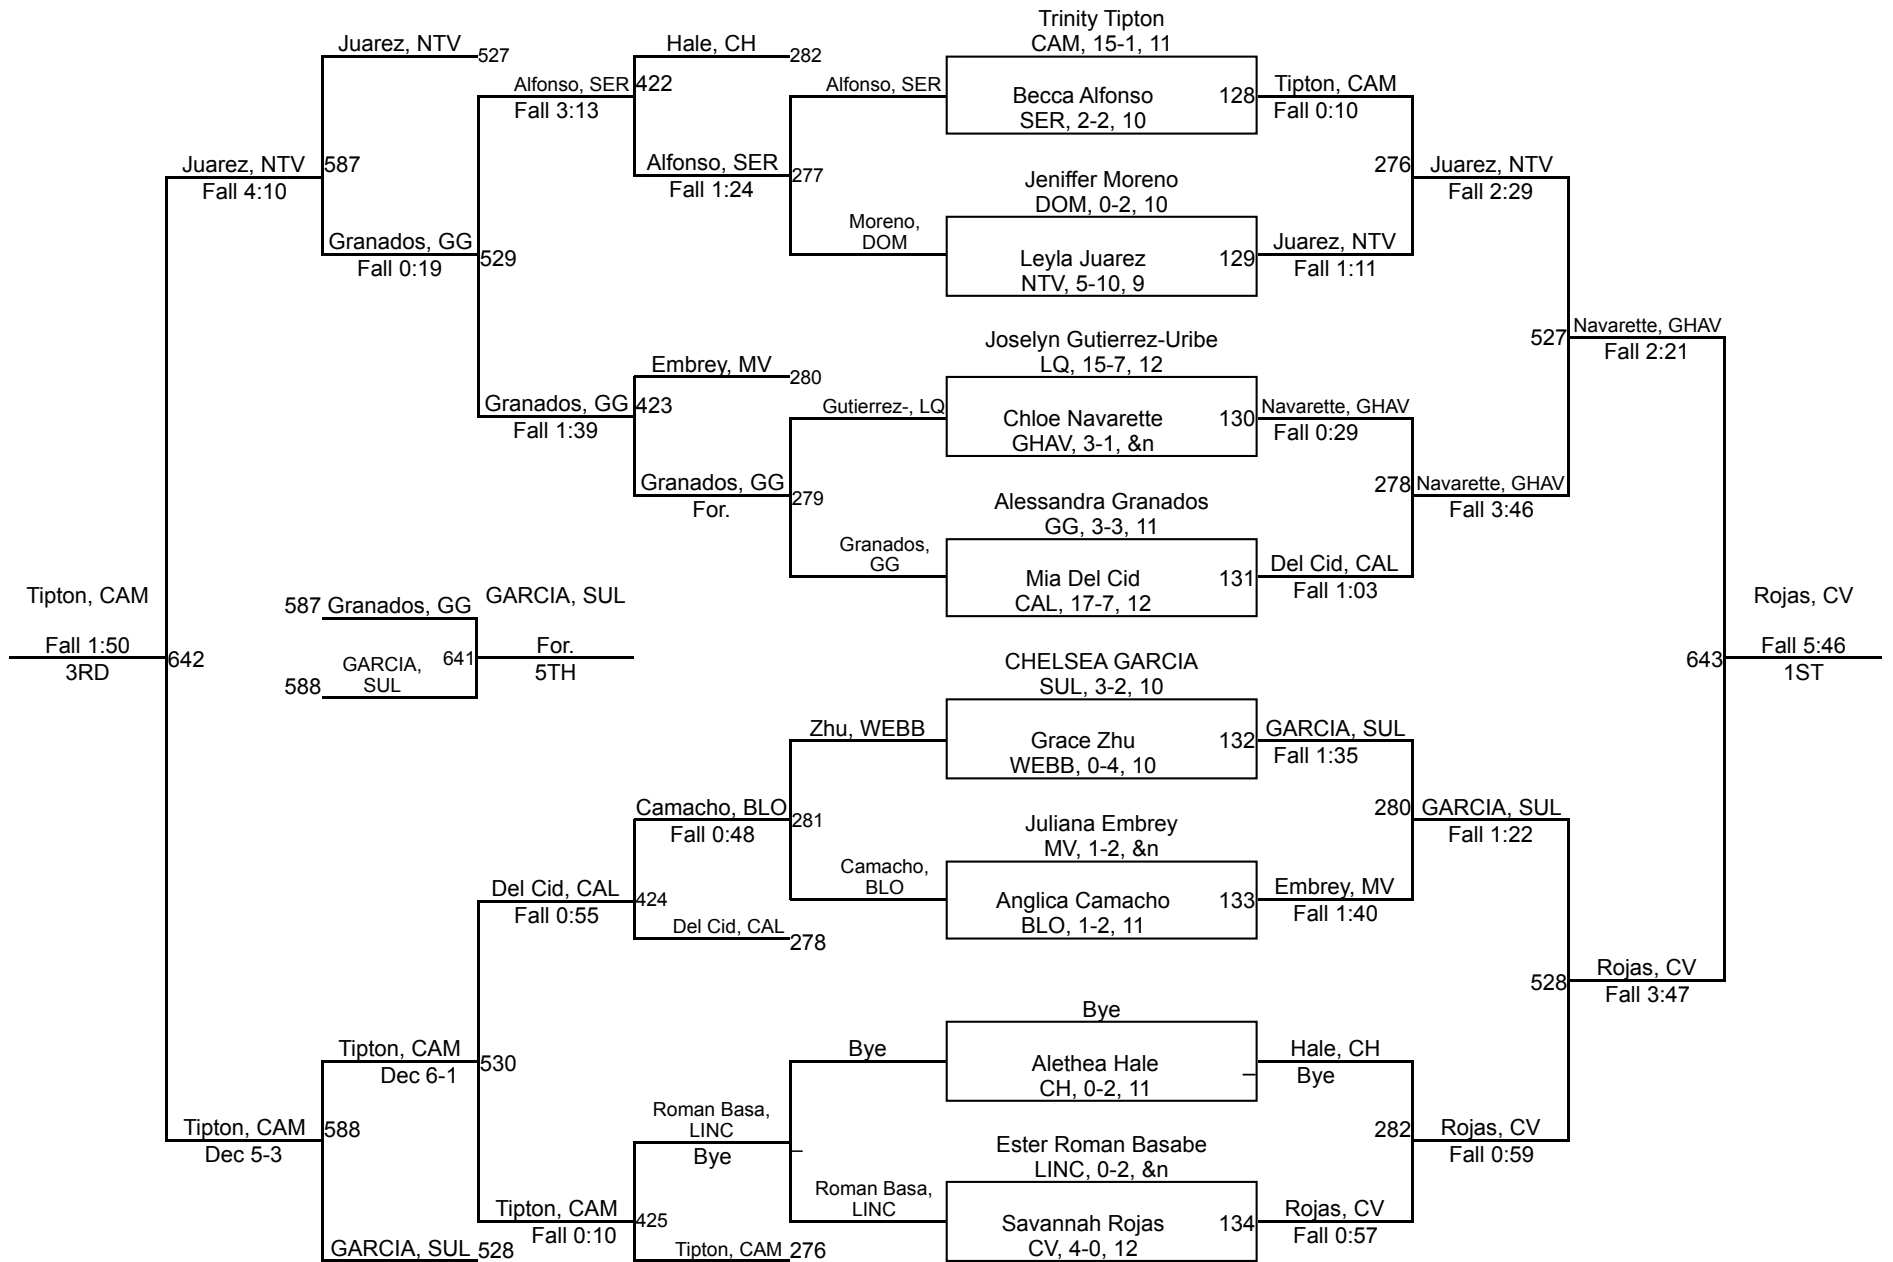 Trinity Tipton
CAM, 15-1, 11
Juarez, NTV
527
Hale, CH
282
Alfonso, SER
422
Fall 3:13
Alfonso, SER
Becca Alfonso
SER, 2-2, 10
128
Tipton, CAM
Fall 0:10
Juarez, NTV
587
Fall 4:10
Alfonso, SER
277
Fall 1:24
Jeniffer Moreno
DOM, 0-2, 10
276
Juarez, NTV
Fall 2:29
Granados, GG
529
Fall 0:19
Moreno,
DOM
Leyla Juarez
NTV, 5-10, 9
129
Juarez, NTV
Fall 1:11
Joselyn Gutierrez-Uribe
LQ, 15-7, 12
527
Navarette, GHAV
Fall 2:21
Embrey, MV
280
Granados, GG
423
Fall 1:39
Gutierrez-, LQ
Chloe Navarette
GHAV, 3-1, &n
130
Navarette, GHAV
Fall 0:29
Granados, GG
279
For.
Alessandra Granados
GG, 3-3, 11
278
Navarette, GHAV
Fall 3:46
Granados,
GG
Mia Del Cid
CAL, 17-7, 12
131
Del Cid, CAL
Fall 1:03
Tipton, CAM
Fall 1:50
3RD
642
587
Granados, GG
GARCIA,
SUL
588
641
GARCIA, SUL
For.
5TH
643
Rojas, CV
Fall 5:46
1ST
CHELSEA GARCIA
SUL, 3-2, 10
Zhu, WEBB
Grace Zhu
WEBB, 0-4, 10
132
GARCIA, SUL
Fall 1:35
Camacho, BLO
281
Fall 0:48
Juliana Embrey
MV, 1-2, &n
280
GARCIA, SUL
Fall 1:22
Del Cid, CAL
424
Fall 0:55
Del Cid, CAL
278
Camacho,
BLO
Anglica Camacho
BLO, 1-2, 11
133
Embrey, MV
Fall 1:40
528
Rojas, CV
Fall 3:47
Bye
Tipton, CAM
530
Dec 6-1
Bye
Alethea Hale
CH, 0-2, 11
_
Hale, CH
Bye
Tipton, CAM
588
Dec 5-3
Roman Basa,
LINC
Bye
_
Ester Roman Basabe
LINC, 0-2, &n
282
Rojas, CV
Fall 0:59
Tipton, CAM
425
Fall 0:10
Roman Basa,
LINC
Savannah Rojas
CV, 4-0, 12
134
Rojas, CV
Fall 0:57
GARCIA, SUL
528
Tipton, CAM
276